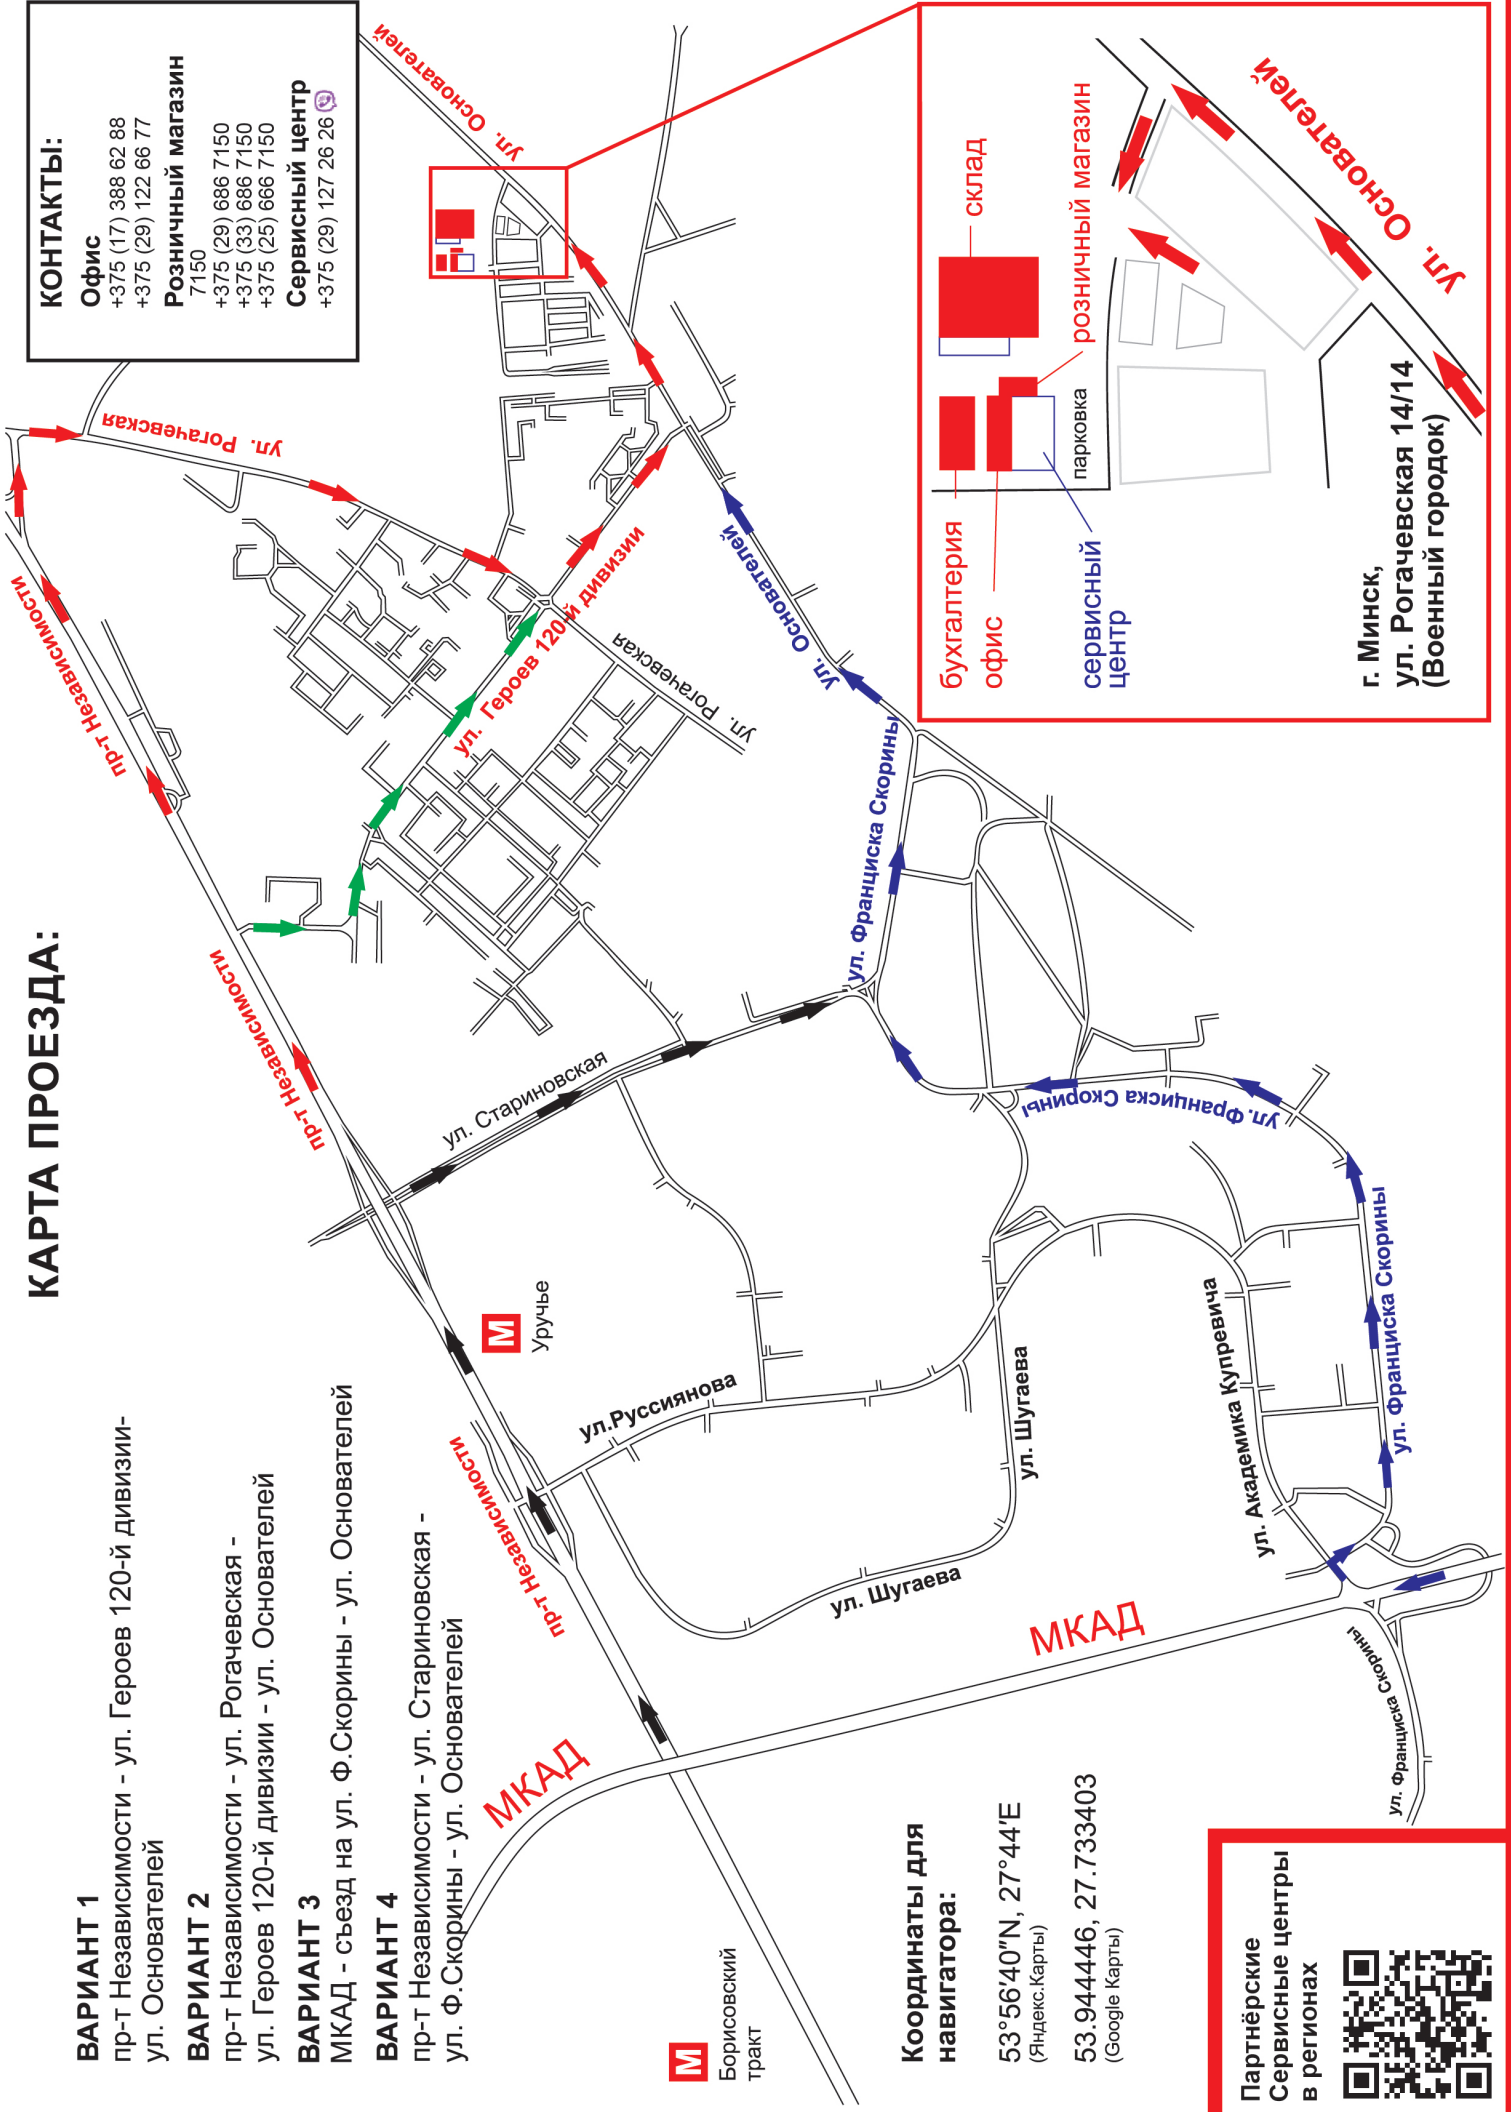 КАРТА ПРОЕЗДА:
ВАРИАНТ 1
пр-т Независимости - ул. Героев 120-й дивизии-
ул. Основателей
ВАРИАНТ 2
пр-т Независимости - ул. Рогачевская -
ул. Героев 120-й дивизии - ул. Основателей
ВАРИАНТ 3
МКАД - съезд на ул. Ф.Скорины - ул. Основателей
ВАРИАНТ 4
пр-т Независимости - ул. Стариновская -
ул. Ф.Скорины - ул. Основателей
КОНТАКТЫ:
Офис
+375 (17) 388 62 88
+375 (29) 122 66 77
Розничный магазин
7150
+375 (29) 686 7150
+375 (33) 686 7150
+375 (25) 666 7150
Сервисный центр
+375 (29) 127 26 26
пр-т Независимости
пр-т Независимости
пр-т Независимости
ул. Рогачевская
ул. Основателей
ул. Героев 120-й дивизии
ул. Рогачевская
ул. Основателей
ул. Стариновская
ул. Франциска Скорины
М
Уручье
ул.Руссиянова
ул. Франциска Скорины
ул. Шугаева
ул. Шугаева
ул. Академика Купревича
ул. Франциска Скорины
МКАД
МКАД
ул. Франциска Скорины
М
Борисовский
тракт
Координаты для
навигатора:
53°56'40"N, 27°44'E
(Яндекс.Карты)
53.944446, 27.733403
(Google Карты)
Партнёрские
Сервисные центры
в регионах
бухгалтерия
офис
сервисный
центр
склад
розничный магазин
парковка
ул. Основателей
г. Минск,
ул. Рогачевская 14/14
(Военный городок)